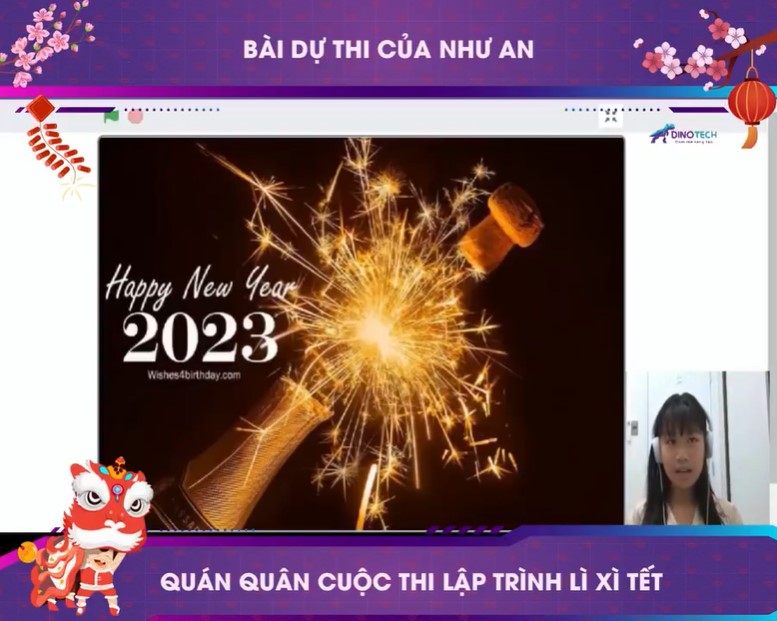 BÀI DỰ THI CỦA NHƯ AN
DINOTECH
Happy New Year
2023
Wishes4birthday.com
QUÁN QUÂN CUỘC THI LẬP TRÌNH LÌ XÌ TẾT